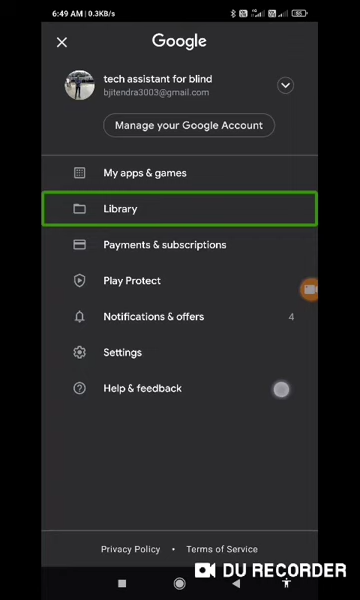 6:49 AM | 0.3KB/s
Google
tech assistant for blind
bjitendra3003@gmail.com
Manage your Google Account
My apps & games
Library
Payments & subscriptions
Play Protect
Notifications & offers 4
Settings
Help & feedback
Privacy Policy • Terms of Service
DU RECORDER